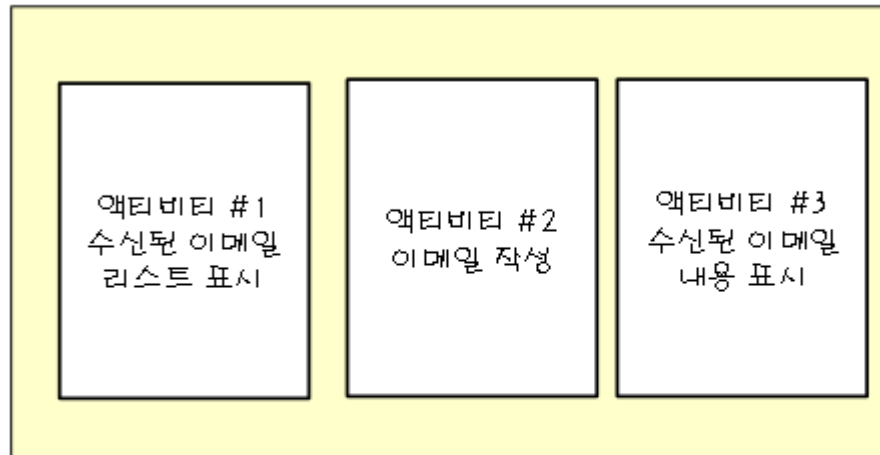 액티비티 #1
수신된 이메일
리스트 표시
액티비티 #2
이메일 작성
액티비티 #3
수신된 이메일
내용 표시